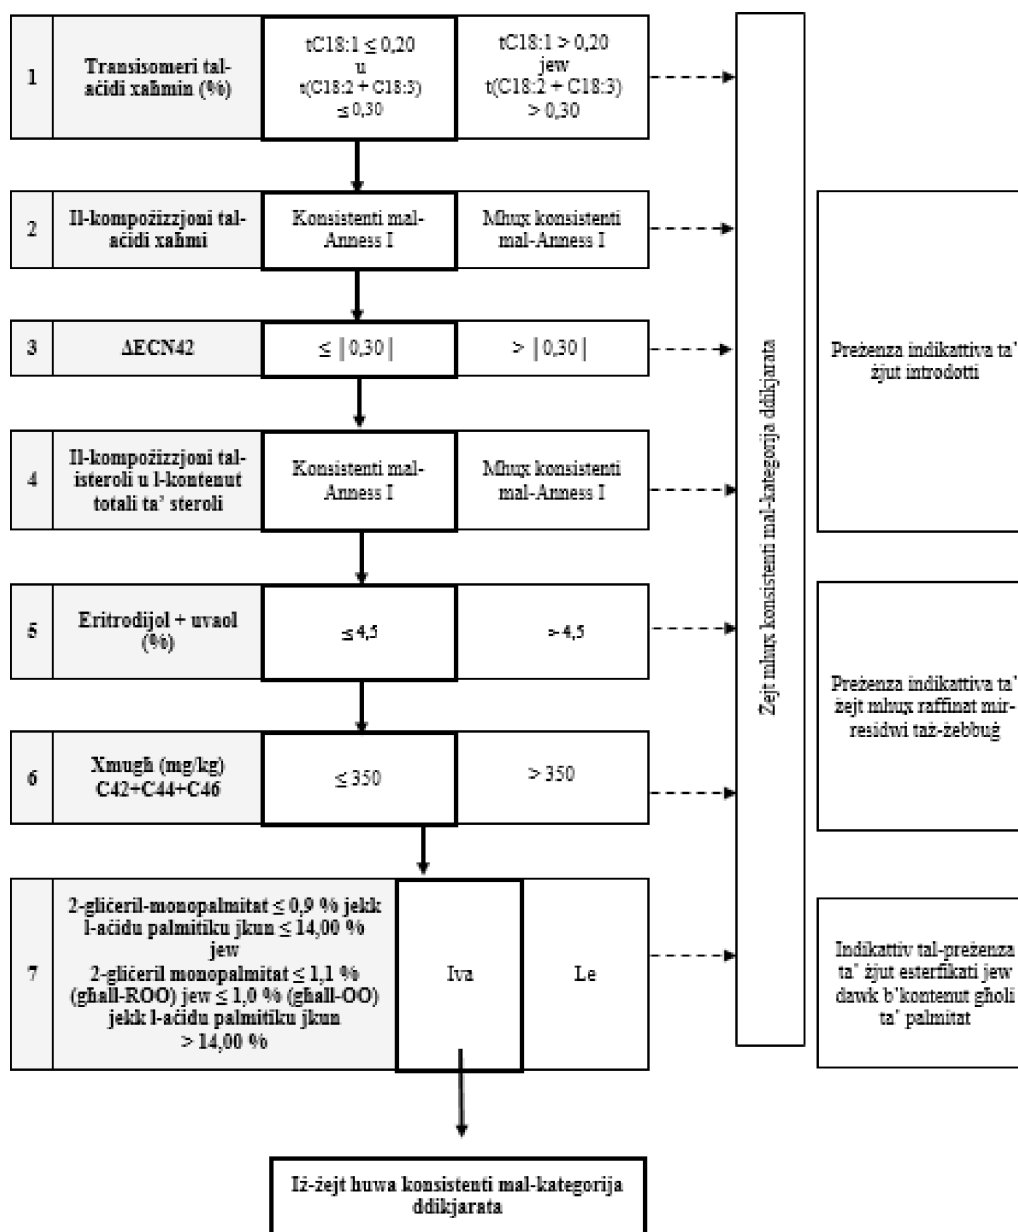 1
Transisomeri tal-
aċidi xaħmin (%)
tC18:1 ≤ 0,20
u
t(C18:2 + C18:3)
≤ 0,30
tC18:1 > 0,20
jew
t(C18:2 + C18:3)
> 0,30
2
Il-kompożizzjoni tal-
aċidi xaħmi
Konsistenti mal-
Anness I
Mhux konsistenti
mal-Anness I
3
ΔECN42
≤ |0,30|
> |0,30|
4
Il-kompożizzjoni tal-
isteroli u l-kontenut
totali ta’ steroli
Konsistenti mal-
Anness I
Mhux konsistenti
mal-Anness I
5
Eritrodijol + uvaol
(%)
≤ 4,5
> 4,5
6
Xmugħ (mg/kg)
C42+C44+C46
≤ 350
> 350
7
2-gliċeril-monopalmitat ≤ 0,9 % jekk
l-aċidu palmitiku jkun ≤ 14,00 %
jew
2-gliċeril monopalmitat ≤ 1,1 %
(għall-ROO) jew ≤ 1,0 % (għall-OO)
jekk l-aċidu palmitiku jkun
> 14,00 %
Iva
Le
Żejt mhux konsistenti mal-kategorija ddikjarata
Preżenza indikattiva ta’
żjut introdotti
Preżenza indikattiva ta’
żejt mhux raffinat mir-
residwi taż-żebbuġ
Indikattiv tal-preżenza
ta’ żjut esterfikati jew
dawk b’kontenut għoli
ta’ palmitat
Iż-żejt huwa konsistenti mal-kategorija
ddikjarata